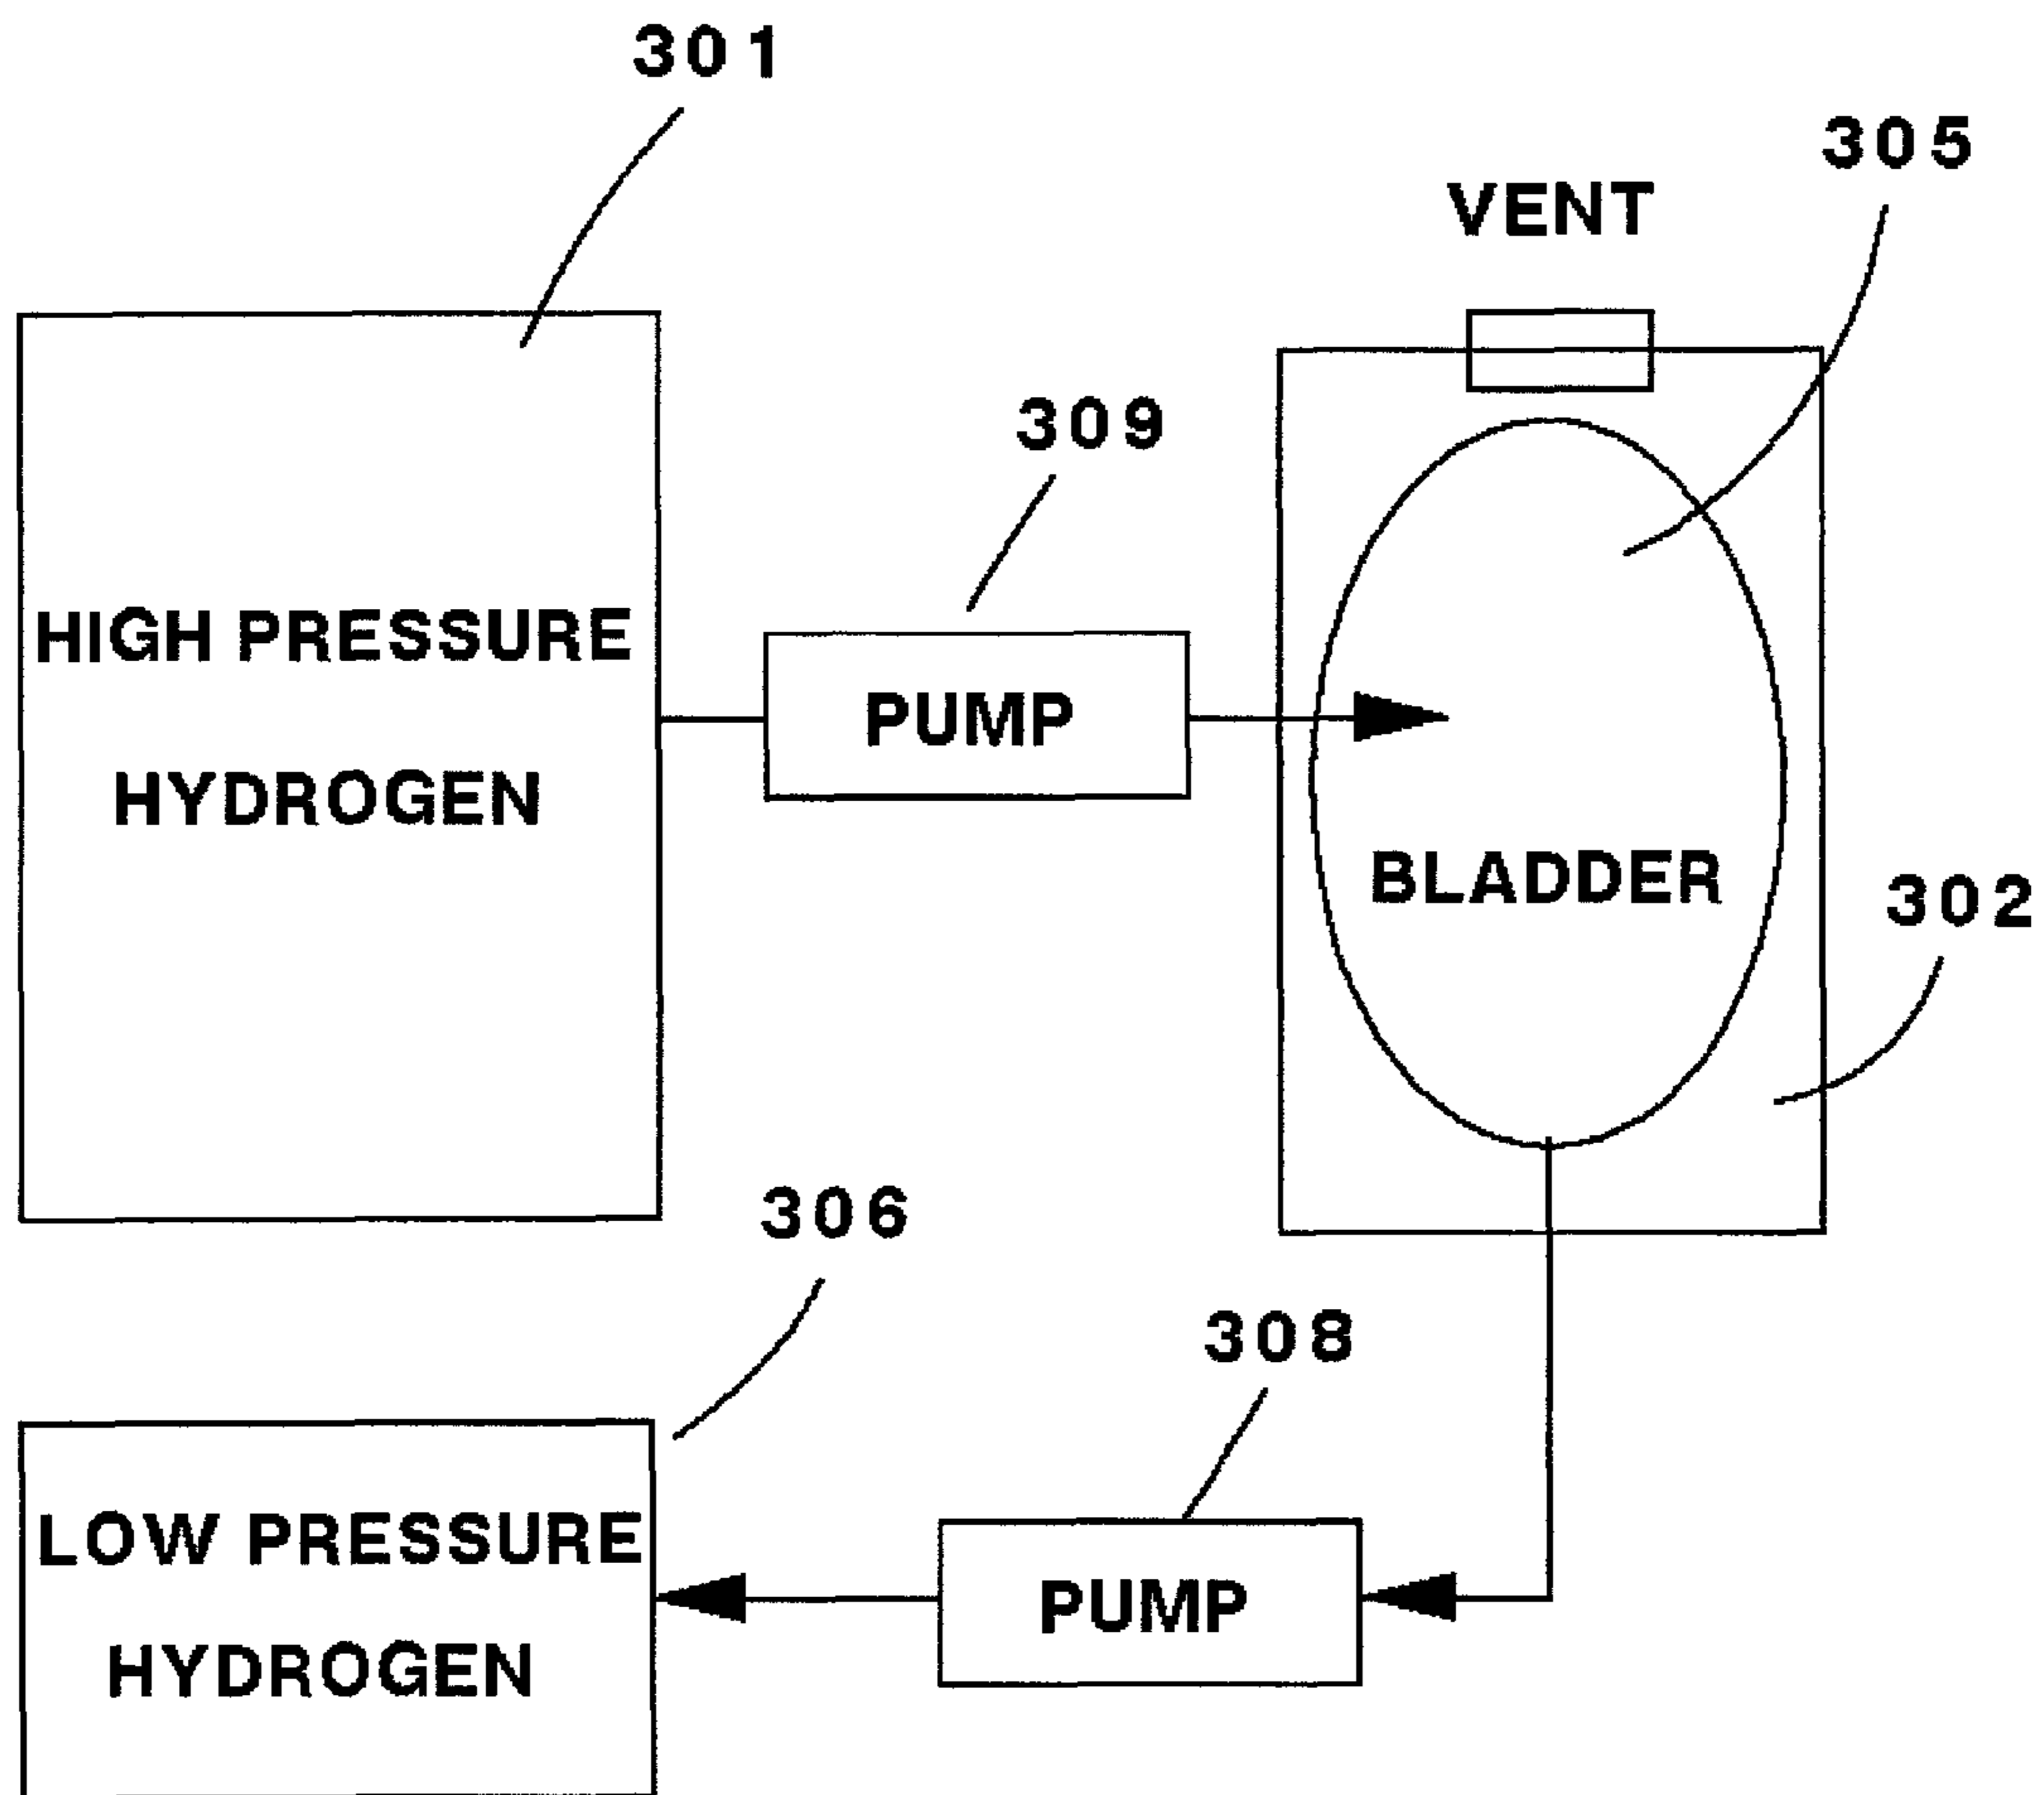 301
305
VENT
309
HIGH PRESSURE
HYDROGEN
PUMP
BLADDER
302
306
308
LOW PRESSURE
HYDROGEN
PUMP